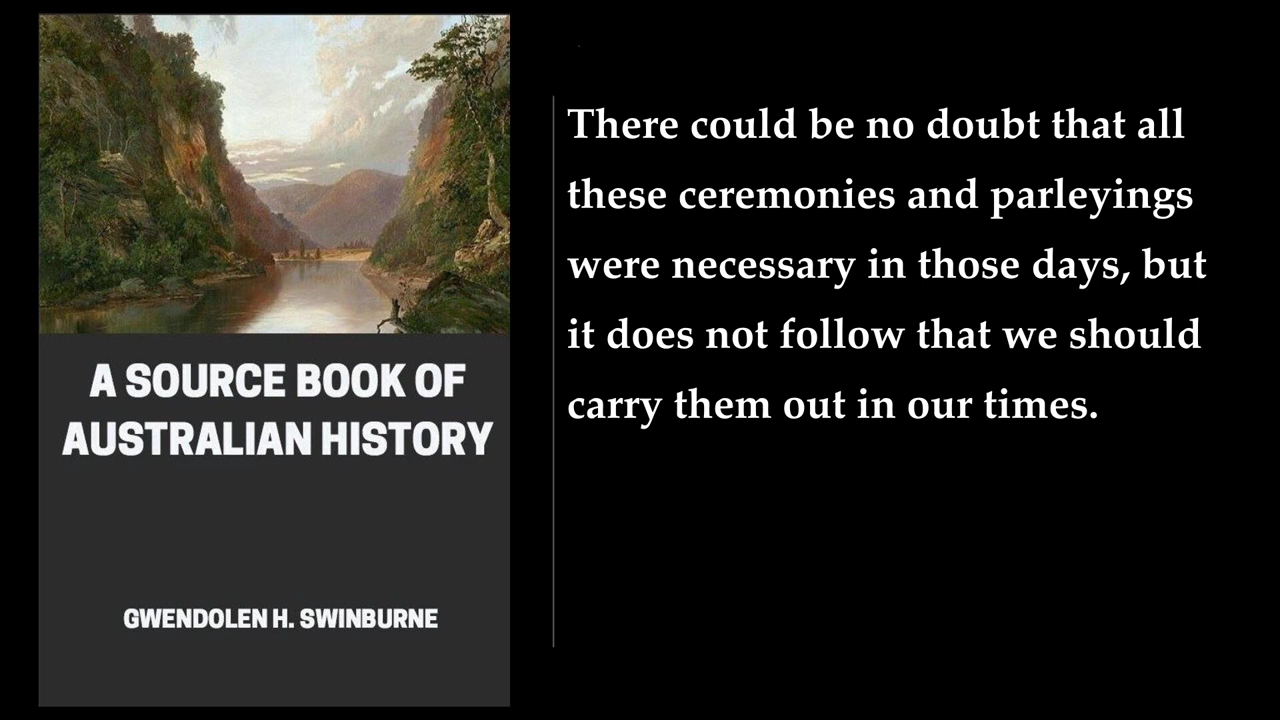 A SOURCE BOOK OF
AUSTRALIAN HISTORY
GWENDOLEN H. SWINBURNE
There could be no doubt that all
these ceremonies and parleyings
were necessary in those days, but
it does not follow that we should
carry them out in our times.